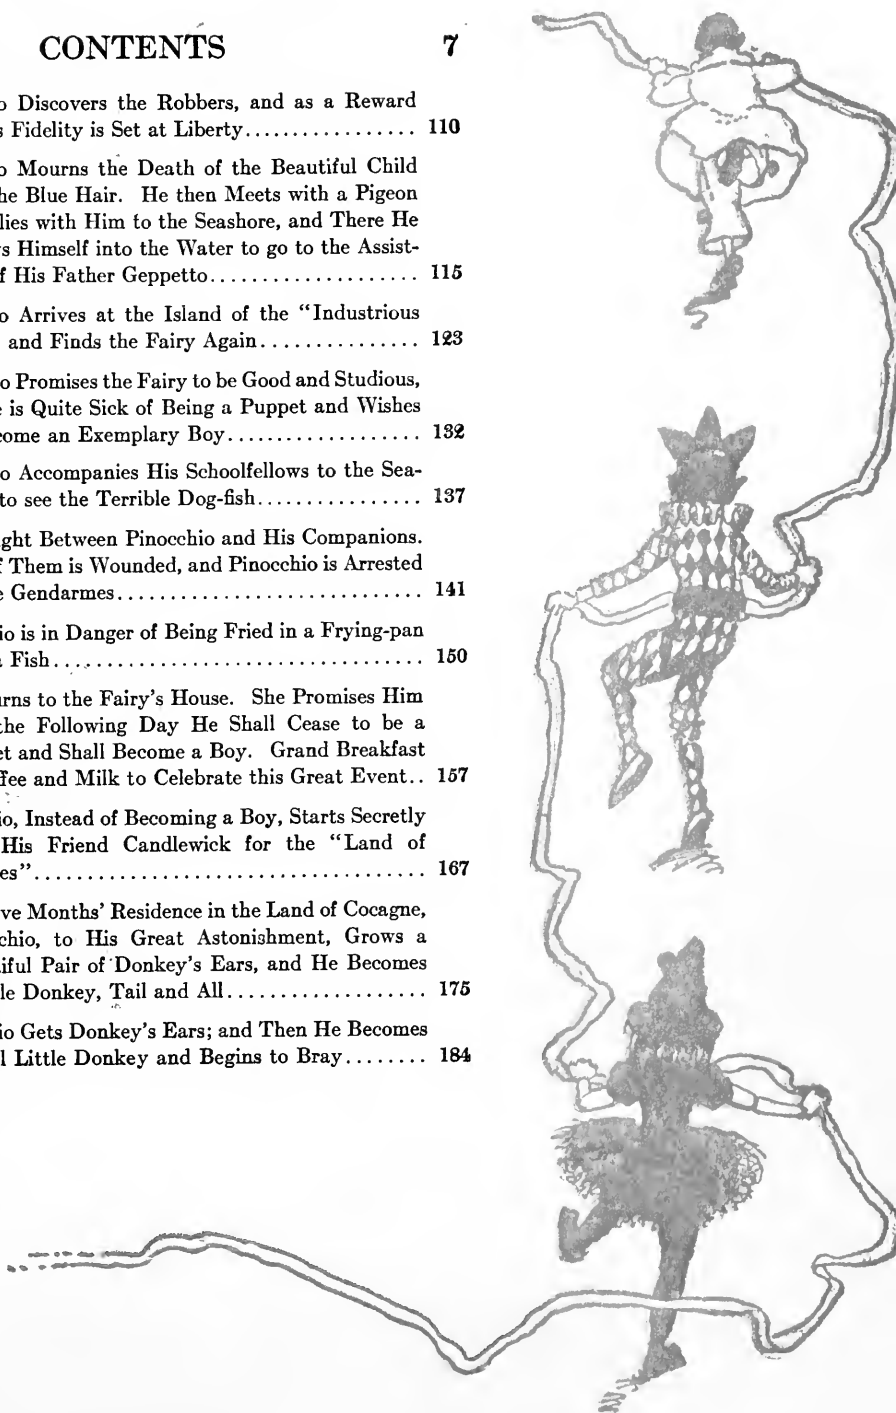 CONTENTS 7
o Discovers the Robbers, and as a Reward
s Fidelity is Set at Liberty................. 110
o Mourns the Death of the Beautiful Child
he Blue Hair. He then Meets with a Pigeon
lies with Him to the Seashore, and There He
s Himself into the Water to go to the Assist-
f His Father Geppetto.................... 115
o Arrives at the Island of the "Industrious
and Finds the Fairy Again............... 123
o Promises the Fairy to be Good and Studious,
e is Quite Sick of Being a Puppet and Wishes
come an Exemplary Boy................... 132
o Accompanies His Schoolfellows to the Sea-
to see the Terrible Dog-fish................ 137
ght Between Pinocchio and His Companions.
f Them is Wounded, and Pinocchio is Arrested
e Gendarmes............................. 141
io is in Danger of Being Fried in a Frying-pan
a Fish................................... 150
urns to the Fairy's House. She Promises Him
the Following Day He Shall Cease to be a
et and Shall Become a Boy. Grand Breakfast
ffee and Milk to Celebrate this Great Event.. 157
io, Instead of Becoming a Boy, Starts Secretly
His Friend Candlewick for the "Land of
es"..................................... 167
ve Months' Residence in the Land of Cocagne,
chio, to His Great Astonishment, Grows a
iful Pair of Donkey's Ears, and He Becomes
le Donkey, Tail and All................... 175
io Gets Donkey's Ears; and Then He Becomes
l Little Donkey and Begins to Bray........ 184